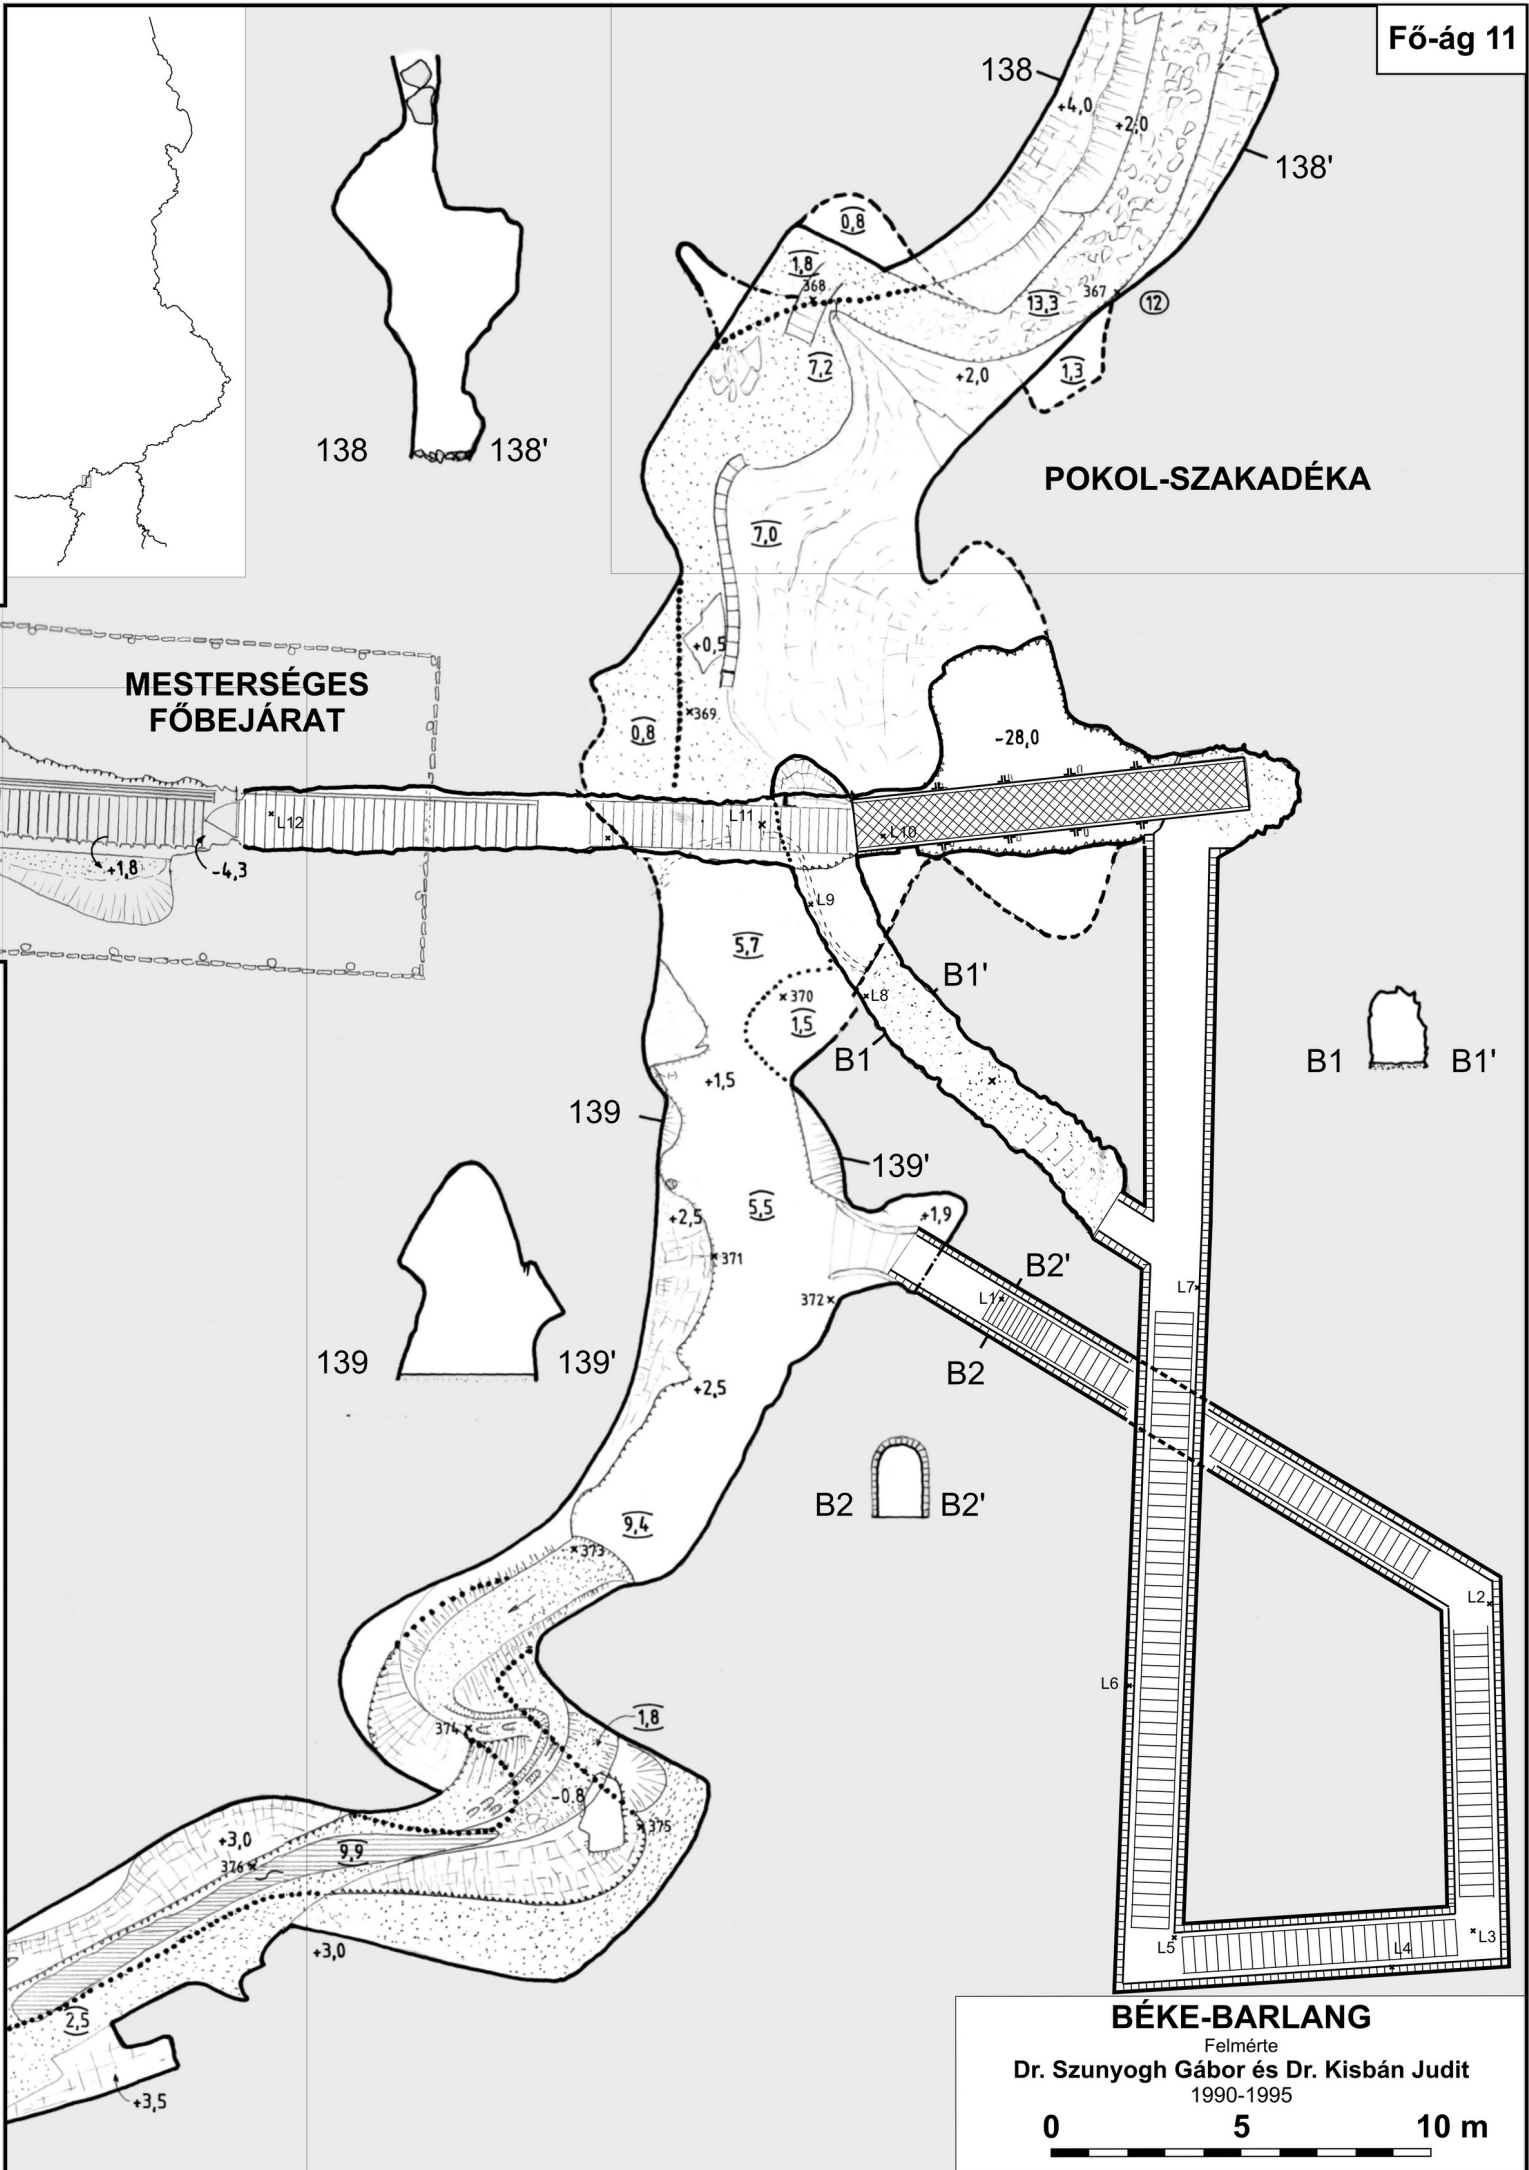 Fő-ág 11
138
+4,0
+2,0
138'
0,8
1,8
368
13,3
367
12
7,2
+2,0
1,3
138
138'
POKOL-SZAKADÉKA
7,0
+0,5
MESTERSÉGES
FŐBEJÁRAT
369
0,8
-28,0
L12
L11
L10
+1,8
-4,3
L9
5,7
B1'
370
L8
1,5
B1
B1
B1'
+1,5
139
139'
5,5
+1,9
+2,5
371
B2'
L1
L7
372
139
139'
B2
+2,5
B2
B2'
9,4
373
L2
L6
374
1,8
-0.8
375
+3,0
376
9,9
L3
L5
L4
+3,0
2,5
+3,5
BÉKE-BARLANG
Felmérte
Dr. Szunyogh Gábor és Dr. Kisbán Judit
1990-1995
0
5
10 m